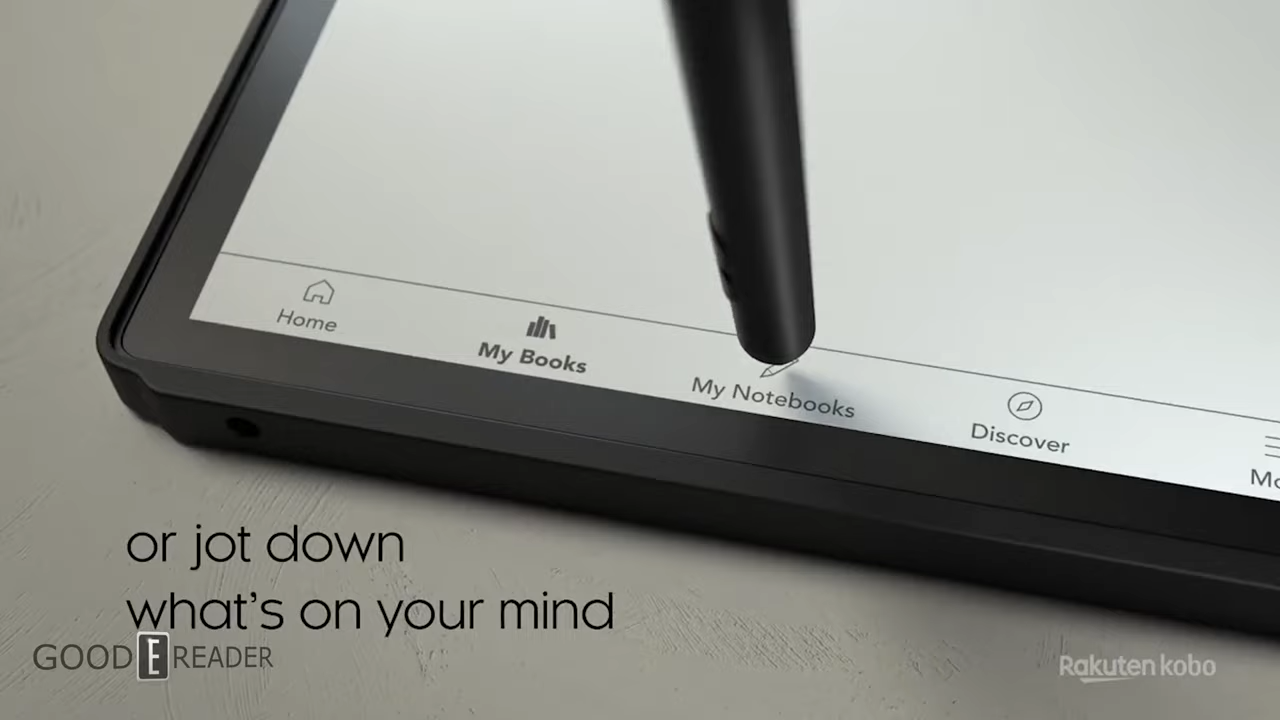 Home
My Books
My Notebooks
Discover
or jot down
what's on your mind
GOOD E READER
Rakuten kobo